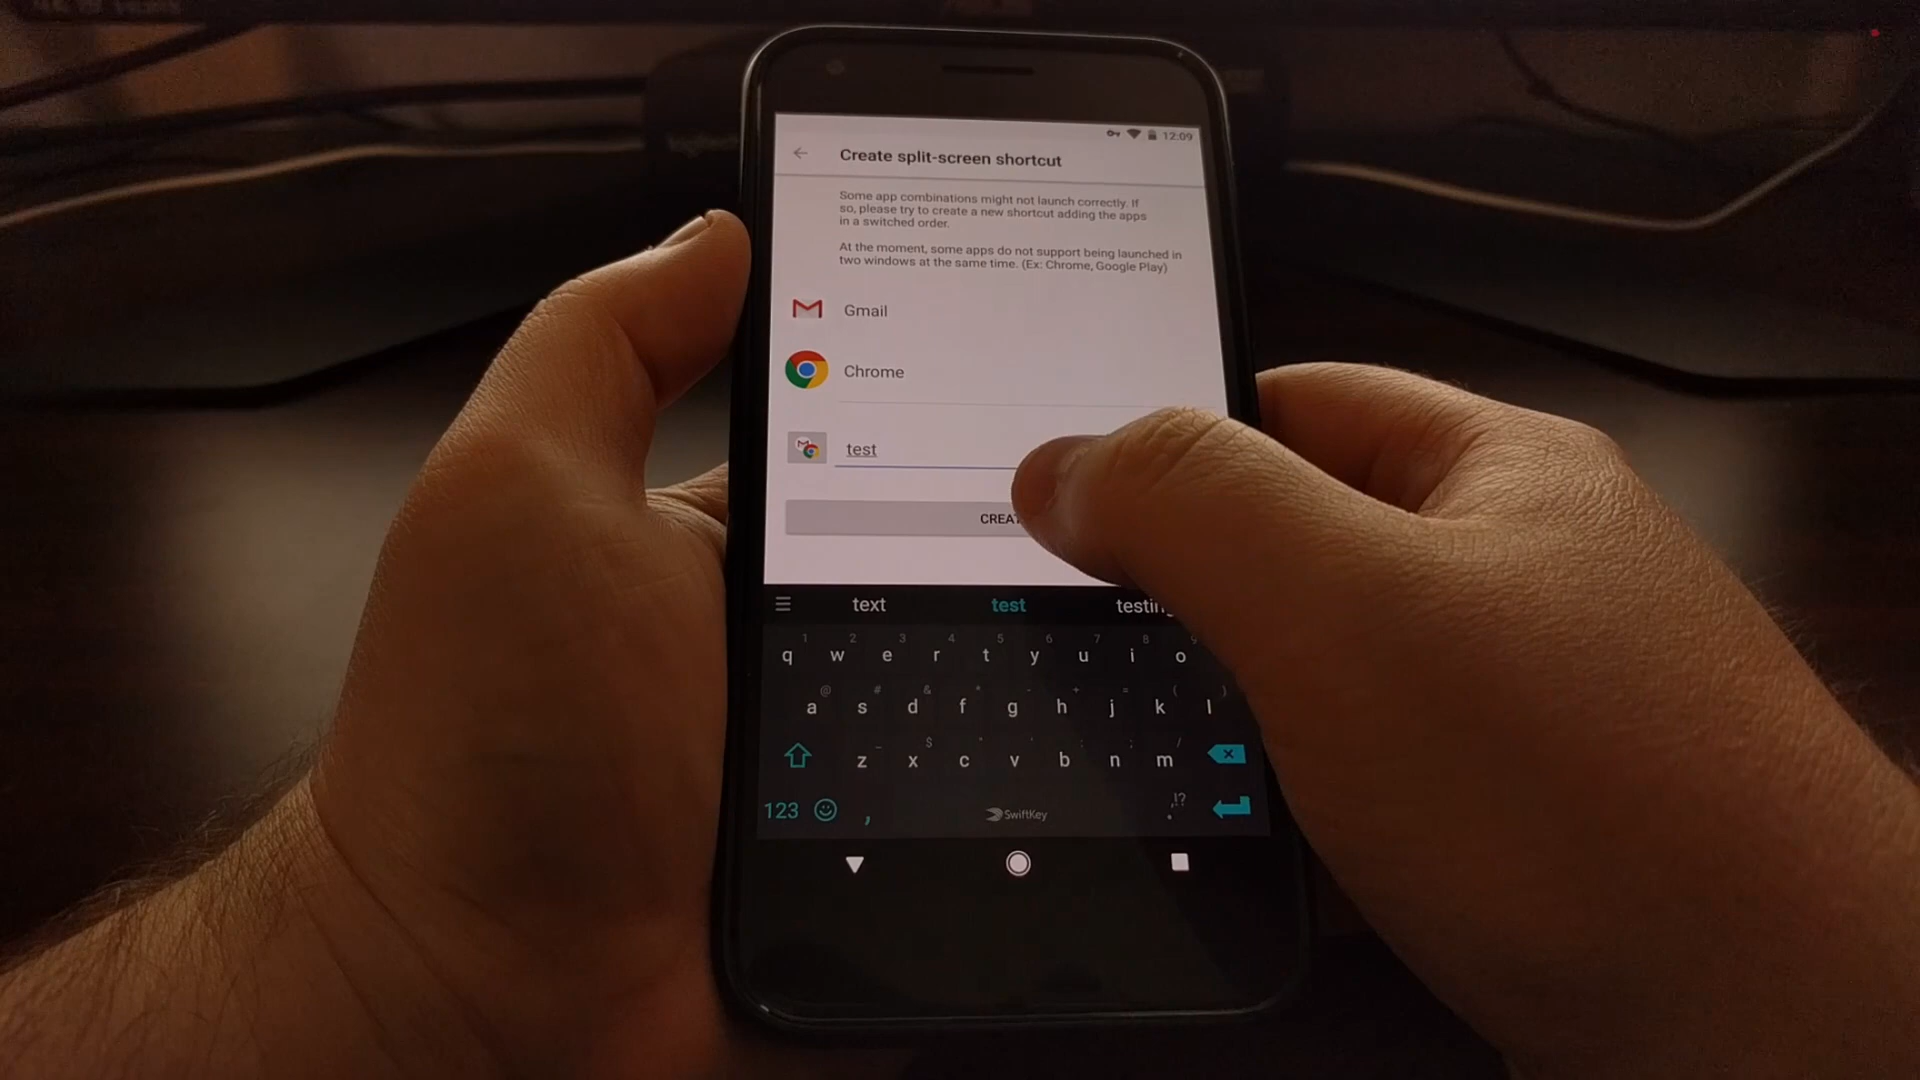 12:09
Create split-screen shortcut
Some app combinations might not launch correctly. If
so, please try to create a new shortcut adding the apps
in a switched order.
At the moment, some apps do not support being launched in
two windows at the same time. (Ex: Chrome, Google Play)
Gmail
Chrome
test
CREAT
text test testing
1 2 3 4 5 6 7 8 9
q w e r t y u i o
@ # & * - + = ( )
a s d f g h j k l
_ $ " ' : ; /
z x c v b n m
123 , SwiftKey ,!? .